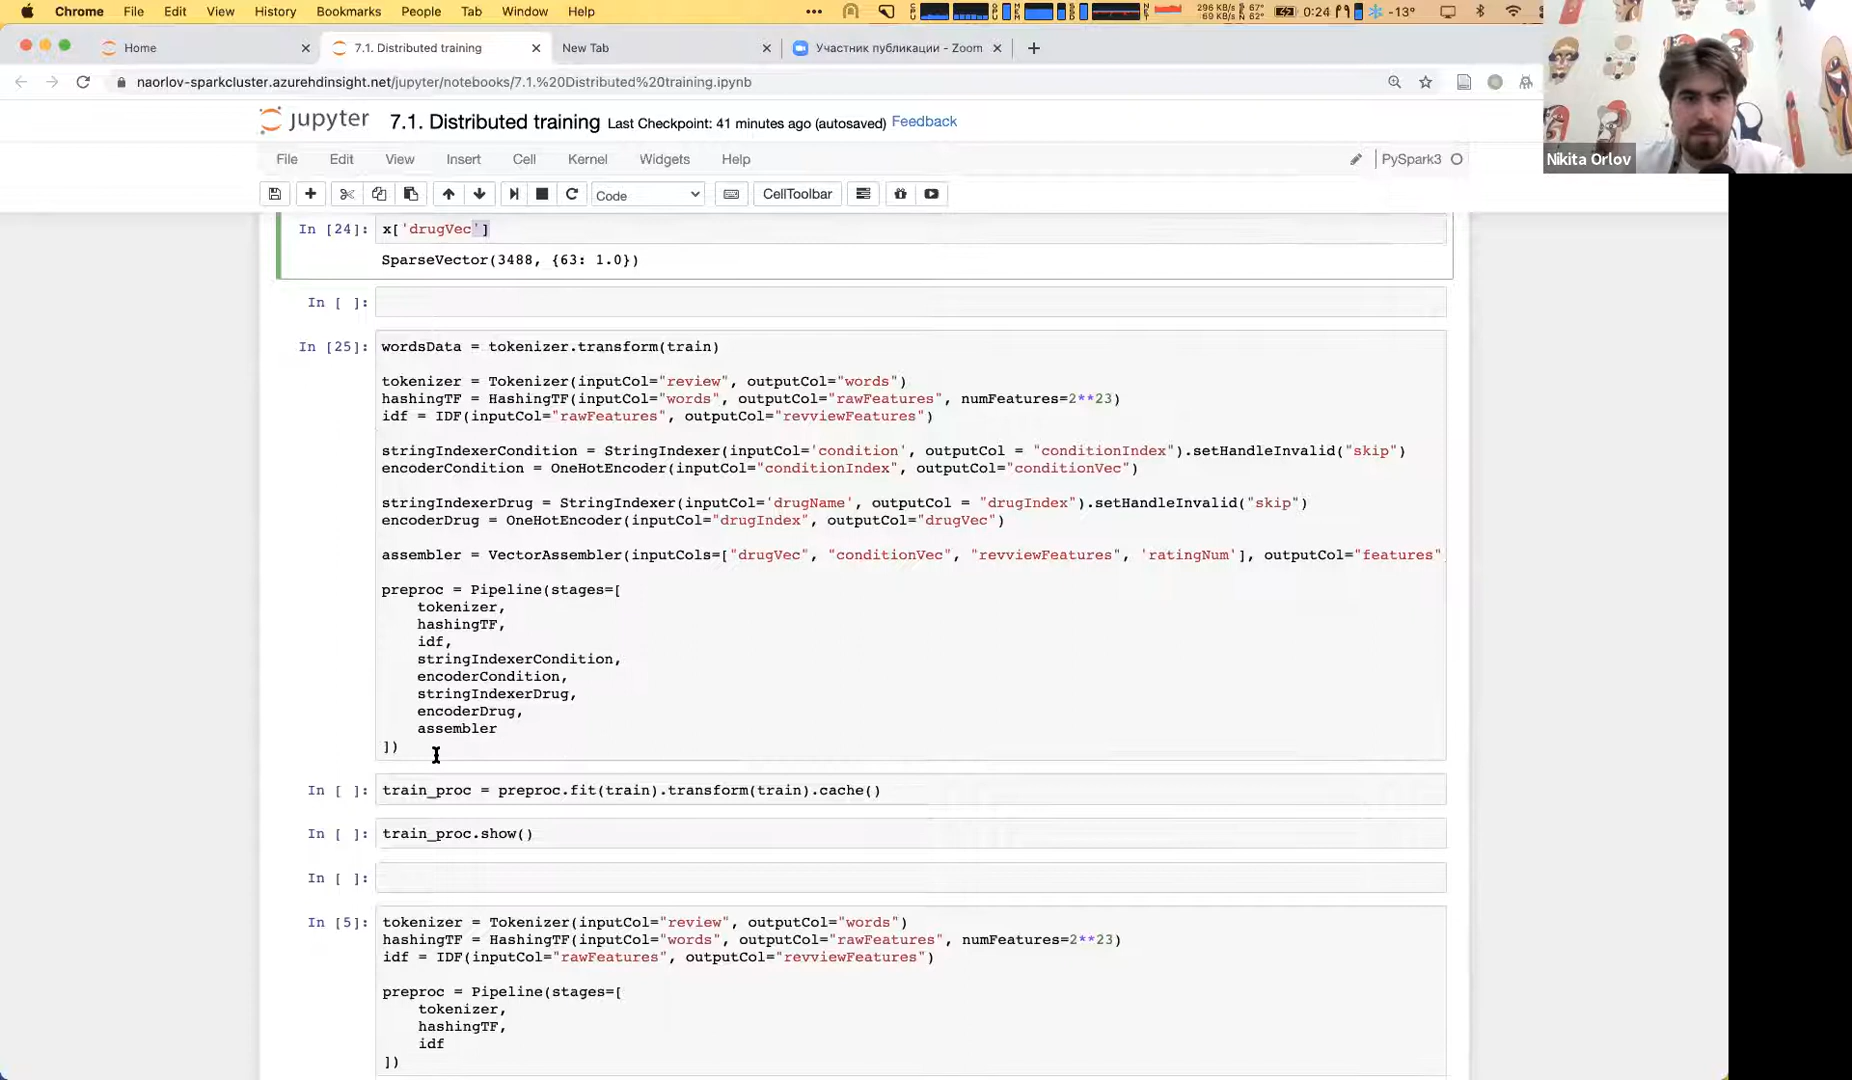 Chrome File Edit View History Bookmarks People Tab Window Help ••• 296 KB/s 69 KB/s 67° 62° 0:24 -13°
Home 7.1. Distributed training New Tab Участник публикации - Zoom
naorlov-sparkcluster.azurehdinsight.net/jupyter/notebooks/7.1.%20Distributed%20training.ipynb
jupyter 7.1. Distributed training Last Checkpoint: 41 minutes ago (autosaved) Feedback
Nikita Orlov
File Edit View Insert Cell Kernel Widgets Help PySpark3
Code CellToolbar
In [24]: x['drugVec']
SparseVector(3488, {63: 1.0})
In [ ]:
In [25]: wordsData = tokenizer.transform(train)
tokenizer = Tokenizer(inputCol="review", outputCol="words")
hashingTF = HashingTF(inputCol="words", outputCol="rawFeatures", numFeatures=2**23)
idf = IDF(inputCol="rawFeatures", outputCol="revviewFeatures")
stringIndexerCondition = StringIndexer(inputCol='condition', outputCol = "conditionIndex").setHandleInvalid("skip")
encoderCondition = OneHotEncoder(inputCol="conditionIndex", outputCol="conditionVec")
stringIndexerDrug = StringIndexer(inputCol='drugName', outputCol = "drugIndex").setHandleInvalid("skip")
encoderDrug = OneHotEncoder(inputCol="drugIndex", outputCol="drugVec")
assembler = VectorAssembler(inputCols=["drugVec", "conditionVec", "revviewFeatures", 'ratingNum'], outputCol="features"
preproc = Pipeline(stages=[
tokenizer,
hashingTF,
idf,
stringIndexerCondition,
encoderCondition,
stringIndexerDrug,
encoderDrug,
assembler
])
In [ ]: train_proc = preproc.fit(train).transform(train).cache()
In [ ]: train_proc.show()
In [ ]:
In [5]: tokenizer = Tokenizer(inputCol="review", outputCol="words")
hashingTF = HashingTF(inputCol="words", outputCol="rawFeatures", numFeatures=2**23)
idf = IDF(inputCol="rawFeatures", outputCol="revviewFeatures")
preproc = Pipeline(stages=[
tokenizer,
hashingTF,
idf
])